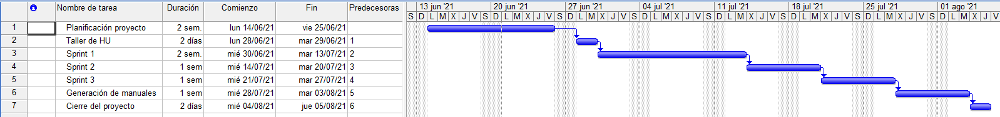 Nombre de tarea Duración Comienzo Fin Predecesoras 13 jun '21 20 jun '21 27 jun '21 04 jul '21 11 jul '21 18 jul '21 25 jul '21 01 ago '21
S D L M X J V S D L M X J V S D L M X J V S D L M X J V S D L M X J V S D L M X J V S D L M X J V S D L M X J V
1 Planificación proyecto 2 sem. lun 14/06/21 vie 25/06/21
2 Taller de HU 2 días lun 28/06/21 mar 29/06/21 1
3 Sprint 1 2 sem. mié 30/06/21 mar 13/07/21 2
4 Sprint 2 1 sem mié 14/07/21 mar 20/07/21 3
5 Sprint 3 1 sem mié 21/07/21 mar 27/07/21 4
6 Generación de manuales 1 sem mié 28/07/21 mar 03/08/21 5
7 Cierre del proyecto 2 días mié 04/08/21 jue 05/08/21 6